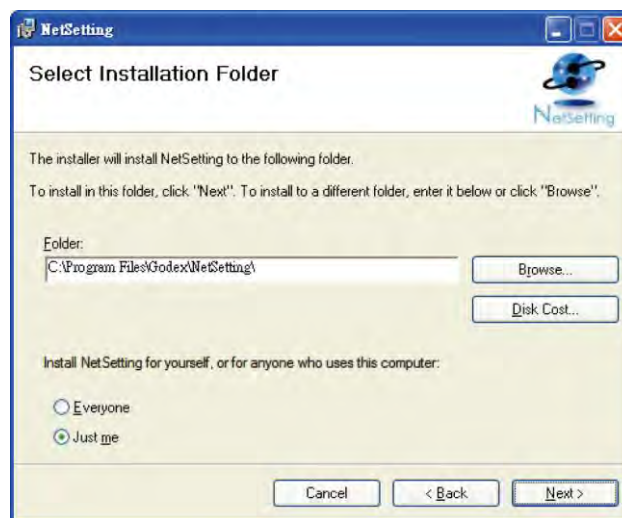 NetSetting
Select Installation Folder
NetSetting
The installer will install NetSetting to the following folder.
To install in this folder, click "Next". To install to a different folder, enter it below or click "Browse".
Folder:
C:\Program Files\Godex\NetSetting\
Browse...
Disk Cost...
Install NetSetting for yourself, or for anyone who uses this computer:
Everyone
Just me
Cancel
< Back
Next >